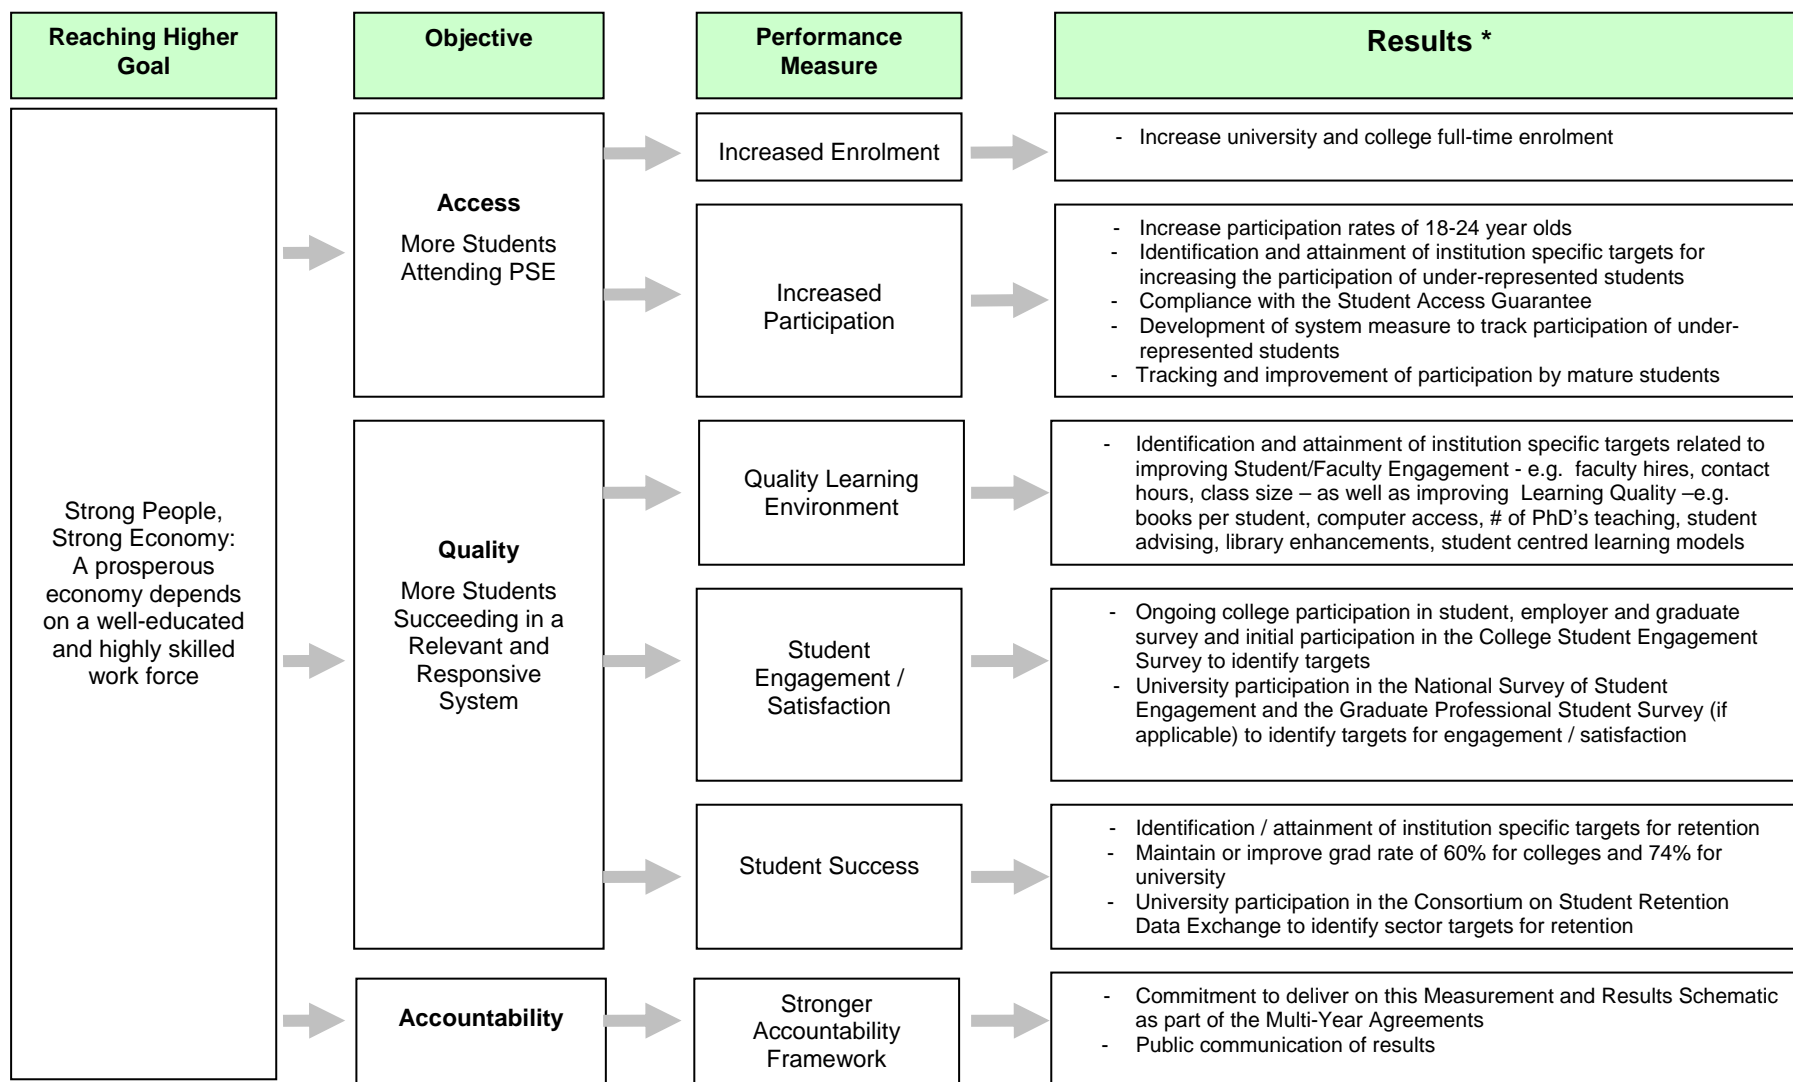 Reaching Higher
Goal
Objective
Performance
Measure
Results *
Strong People,
Strong Economy:
A prosperous
economy depends
on a well-educated
and highly skilled
work force
Access
More Students
Attending PSE
Increased Enrolment
- Increase university and college full-time enrolment
Increased
Participation
- Increase participation rates of 18-24 year olds
- Identification and attainment of institution specific targets for
increasing the participation of under-represented students
- Compliance with the Student Access Guarantee
- Development of system measure to track participation of under-
represented students
- Tracking and improvement of participation by mature students
Quality
More Students
Succeeding in a
Relevant and
Responsive
System
Quality Learning
Environment
- Identification and attainment of institution specific targets related to
improving Student/Faculty Engagement - e.g. faculty hires, contact
hours, class size – as well as improving Learning Quality –e.g.
books per student, computer access, # of PhD's teaching, student
advising, library enhancements, student centred learning models
Student
Engagement /
Satisfaction
- Ongoing college participation in student, employer and graduate
survey and initial participation in the College Student Engagement
Survey to identify targets
- University participation in the National Survey of Student
Engagement and the Graduate Professional Student Survey (if
applicable) to identify targets for engagement / satisfaction
Student Success
- Identification / attainment of institution specific targets for retention
- Maintain or improve grad rate of 60% for colleges and 74% for
university
- University participation in the Consortium on Student Retention
Data Exchange to identify sector targets for retention
Accountability
Stronger
Accountability
Framework
- Commitment to deliver on this Measurement and Results Schematic
as part of the Multi-Year Agreements
- Public communication of results